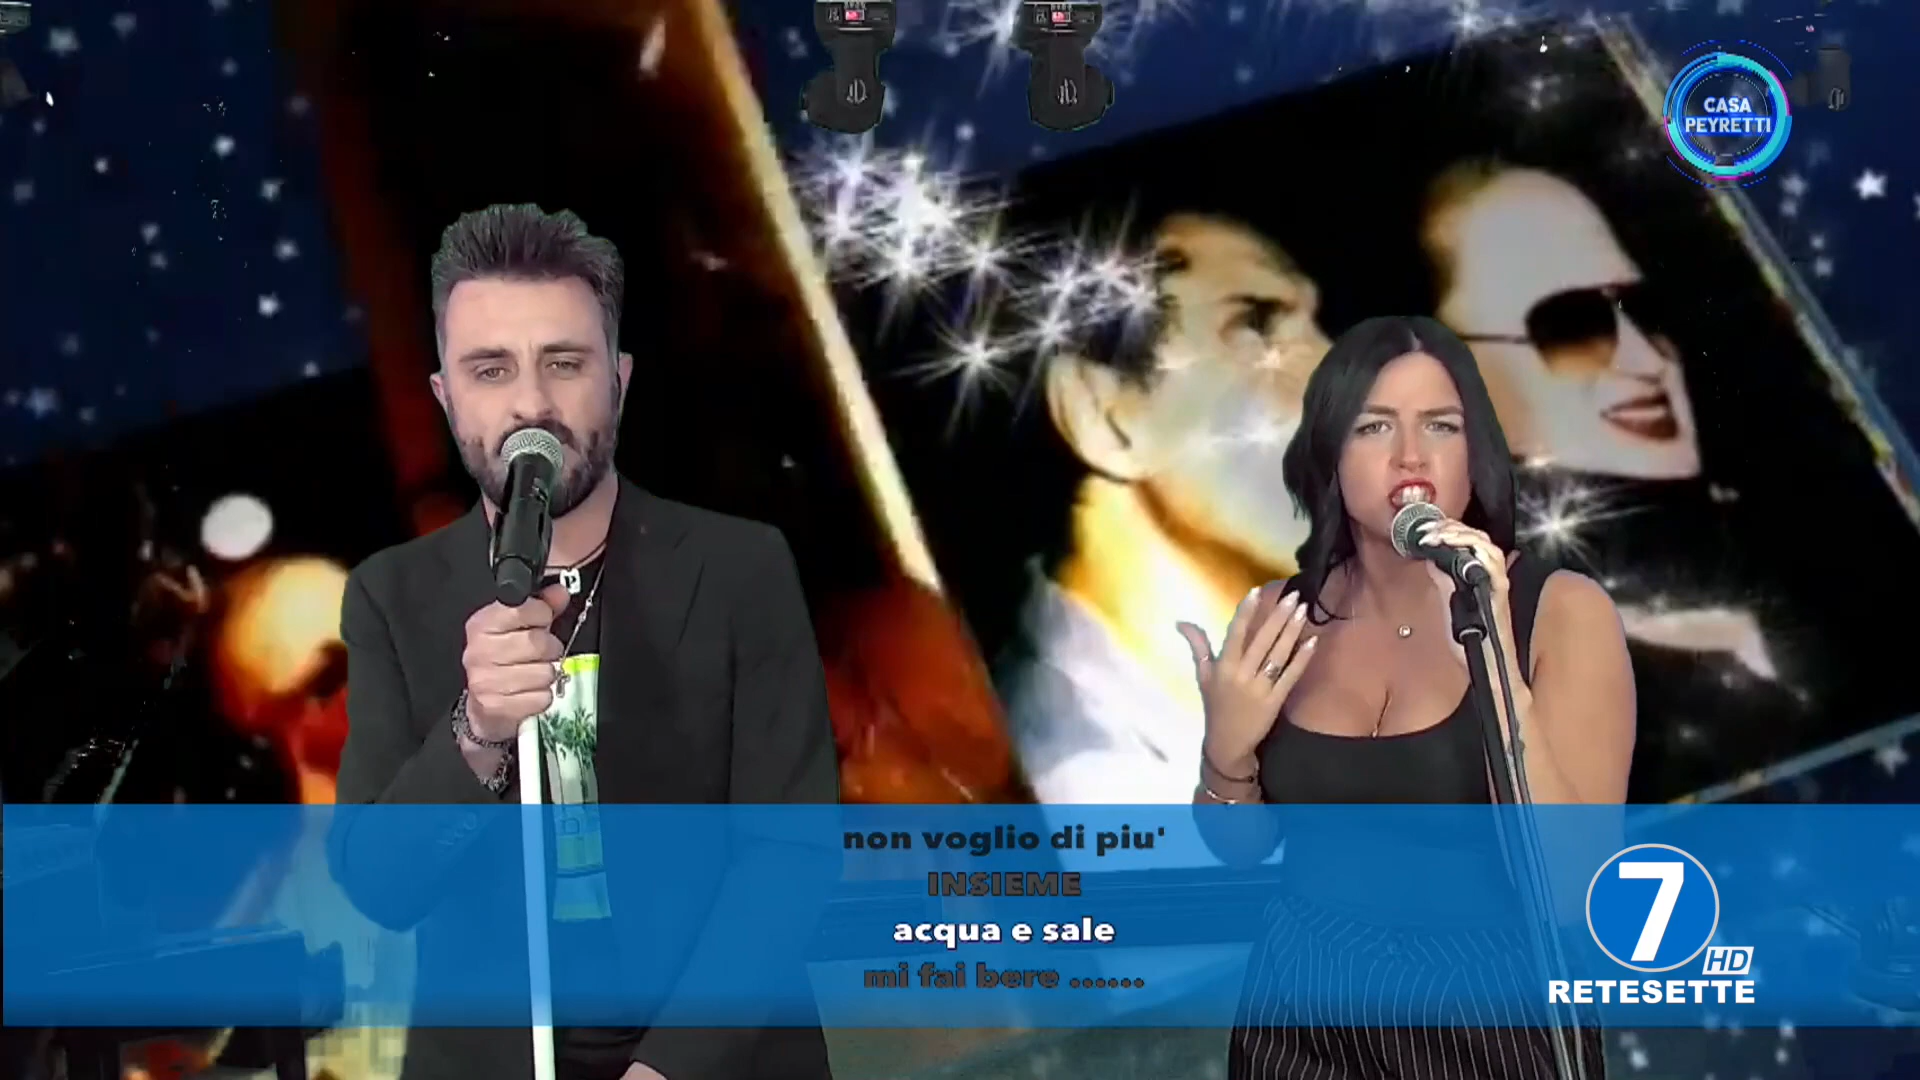 CASA
PEYRETTI
P
non voglio di piu'
INSIEME
acqua e sale
mi fai bere ......
7
HD
RETESETTE